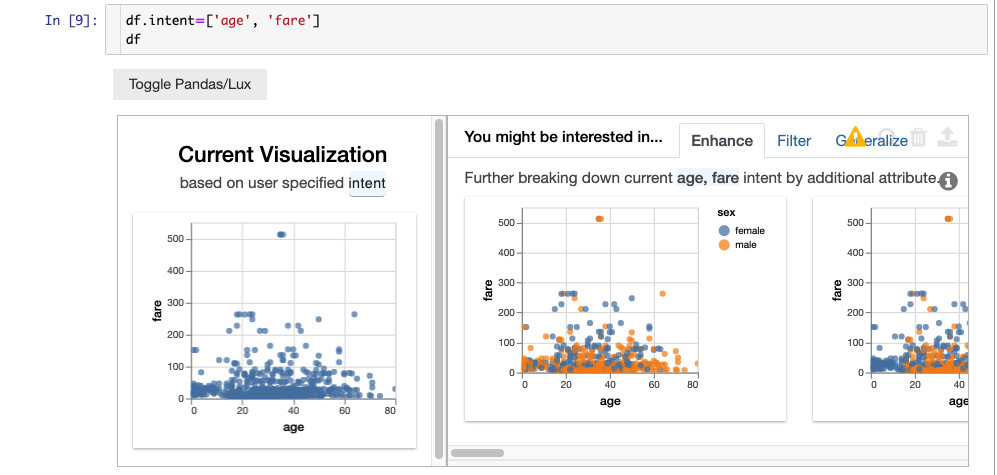 In [9]:
df.intent=['age', 'fare']
df
Toggle Pandas/Lux
Current Visualization
based on user specified intent
500
400
300
200
100
0
fare
0 20 40 60 80
age
You might be interested in...
Enhance
Filter
Generalize
Further breaking down current age, fare intent by additional attribute.
500
400
300
200
100
0
fare
0 20 40 60 80
age
sex
female
male
500
400
300
200
100
0
fare
0 20 40
age